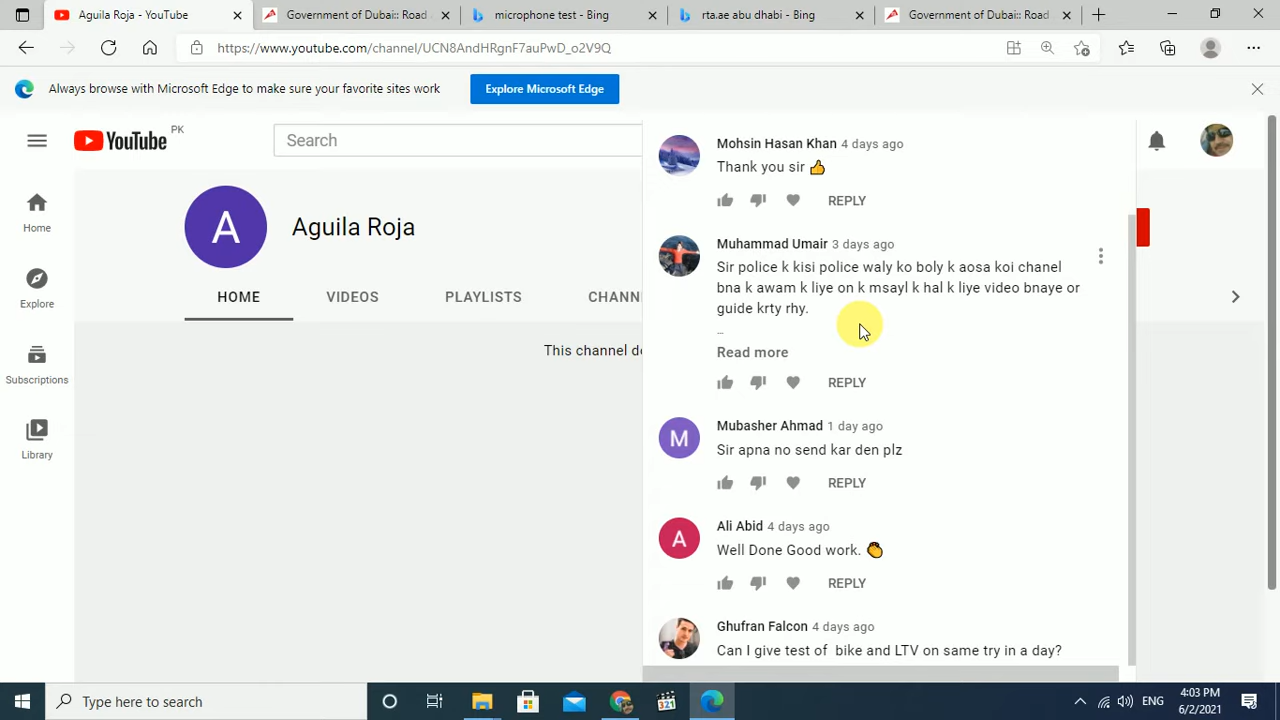 Aguila Roja - YouTube
Government of Dubai:: Road
microphone test - Bing
rta.ae abu dhabi - Bing
Government of Dubai:: Road
https://www.youtube.com/channel/UCN8AndHRgnF7auPwD_o2V9Q
Always browse with Microsoft Edge to make sure your favorite sites work
Explore Microsoft Edge
YouTube PK
Search
Home
Explore
Subscriptions
Library
A
Aguila Roja
HOME
VIDEOS
PLAYLISTS
CHANN
This channel do
Mohsin Hasan Khan 4 days ago
Thank you sir 👍
REPLY
Muhammad Umair 3 days ago
Sir police k kisi police waly ko boly k aosa koi chanel
bna k awam k liye on k msayl k hal k liye video bnaye or
guide krty rhy.
...
Read more
REPLY
M
Mubasher Ahmad 1 day ago
Sir apna no send kar den plz
REPLY
A
Ali Abid 4 days ago
Well Done Good work. 👏
REPLY
Ghufran Falcon 4 days ago
Can I give test of bike and LTV on same try in a day?
Type here to search
321
ENG
4:03 PM
6/2/2021